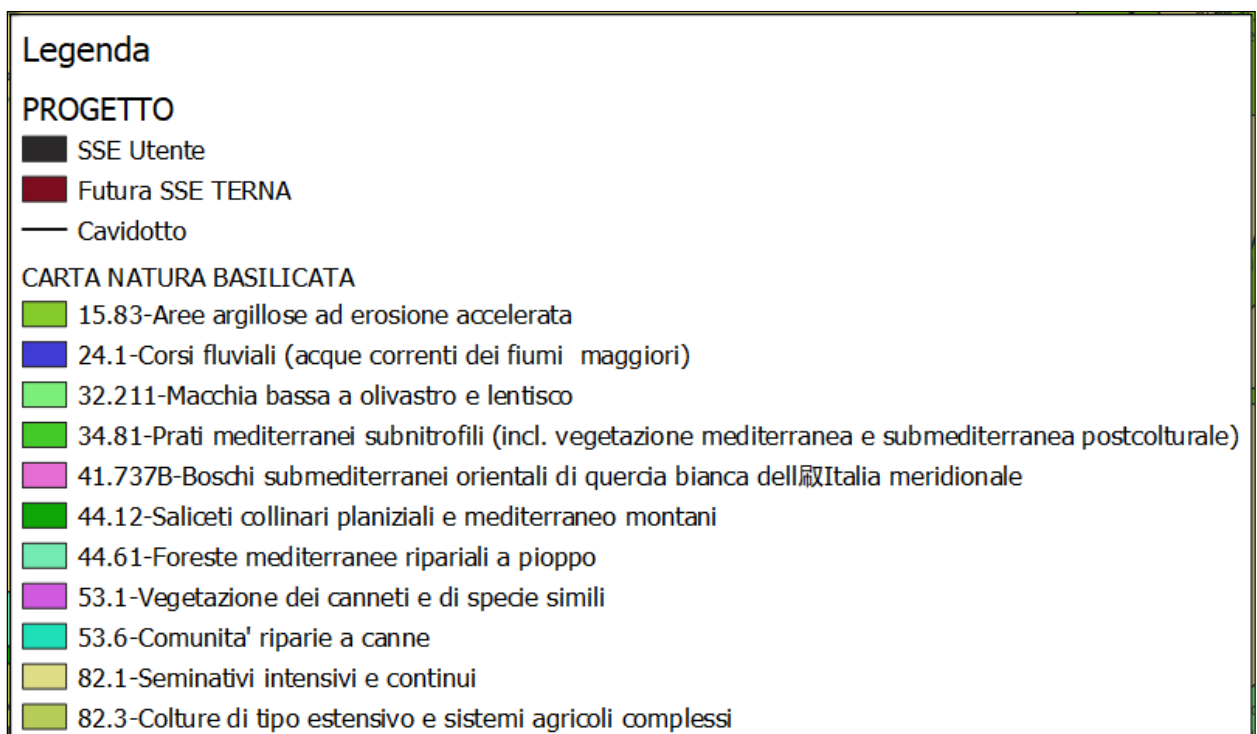 Legenda
PROGETTO
SSE Utente
Futura SSE TERNA
Cavidotto
CARTA NATURA BASILICATA
15.83-Aree argillose ad erosione accelerata
24.1-Corsi fluviali (acque correnti dei fiumi  maggiori)
32.211-Macchia bassa a olivastro e lentisco
34.81-Prati mediterranei subnitrofili (incl. vegetazione mediterranea e submediterranea postcolturale)
41.737B-Boschi submediterranei orientali di quercia bianca dell㕞Italia meridionale
44.12-Saliceti collinari planiziali e mediterraneo montani
44.61-Foreste mediterranee ripariali a pioppo
53.1-Vegetazione dei canneti e di specie simili
53.6-Comunita' riparie a canne
82.1-Seminativi intensivi e continui
82.3-Colture di tipo estensivo e sistemi agricoli complessi